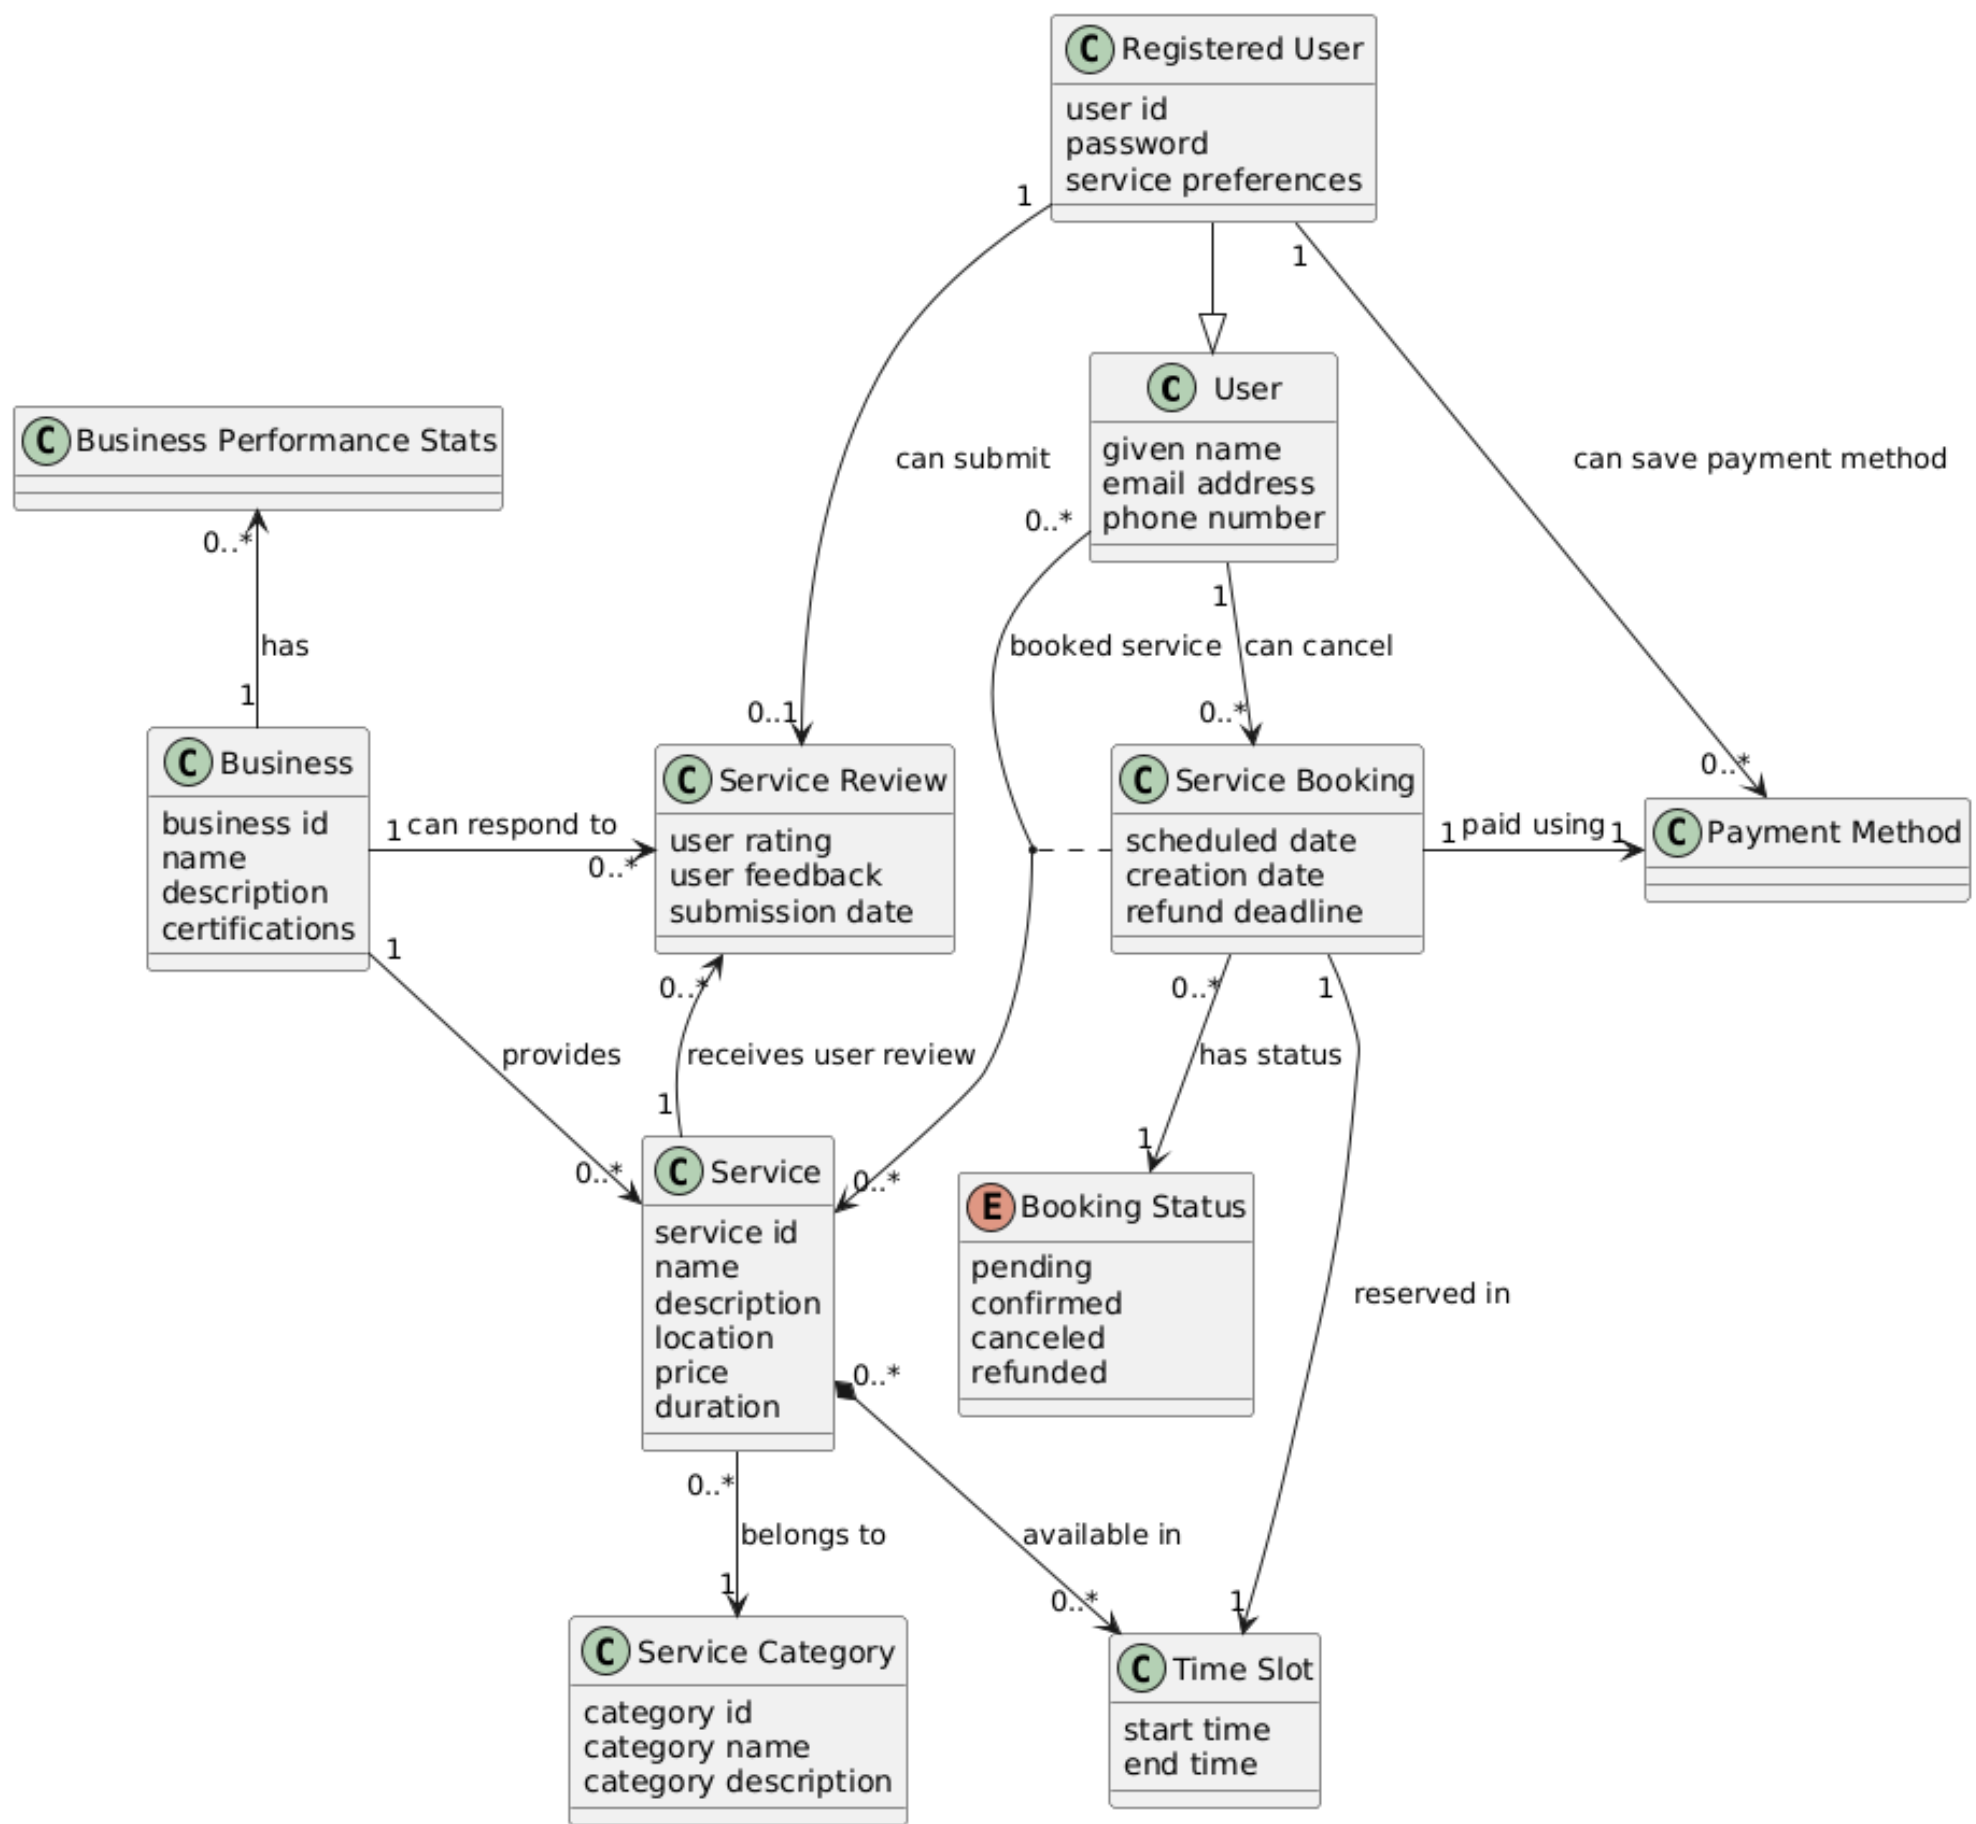 C Registered User
user id
password
service preferences
1
1
C User
given name
email address
phone number
can submit
can save payment method
0..*
1
C Business Performance Stats
0..*
has
1
booked service
can cancel
0..1
0..*
0..*
C Business
business id
name
description
certifications
1 can respond to
0..*
1
C Service Review
user rating
user feedback
submission date
C Service Booking
scheduled date
creation date
refund deadline
1 paid using 1
C Payment Method
0..*
0..*
1
provides
receives user review
has status
1
1
0..*
0..*
C Service
service id
name
description
location
price
duration
E Booking Status
pending
confirmed
canceled
refunded
reserved in
0..*
0..*
belongs to
available in
1
0..*
1
C Service Category
category id
category name
category description
C Time Slot
start time
end time